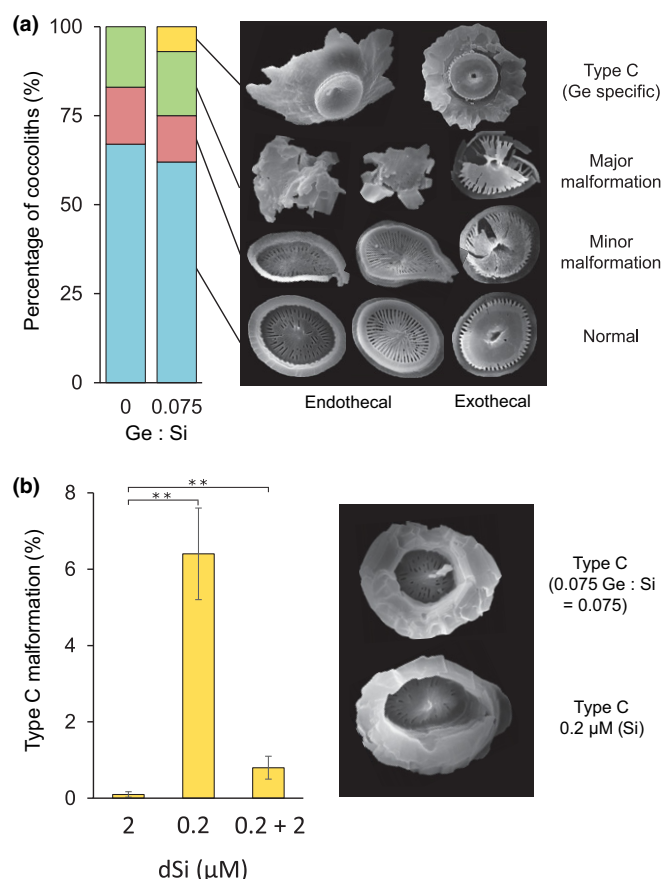 (a)
Percentage of coccoliths (%)
100
75
50
25
0
0 0.075
Ge : Si
Type C
(Ge specific)
Major
malformation
Minor
malformation
Normal
Endothecal Exothecal
(b)
Type C malformation (%)
8
6
4
2
0
**
**
2 0.2 0.2 + 2
dSi (μM)
Type C
(0.075 Ge : Si
= 0.075)
Type C
0.2 μM (Si)